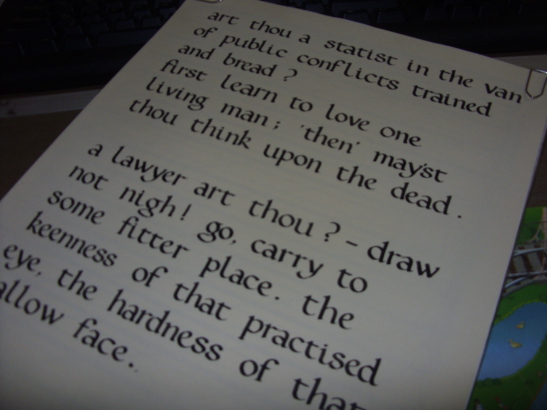 art thou a statist in the van
of public conflicts trained
and bread ?
first learn to love one
living man ; 'then' mayst
thou think upon the dead .
a lawyer art thou ? - draw
not nigh ! go, carry to
some fitter place. the
keenness of that practised
eye, the hardness of that
allow face..